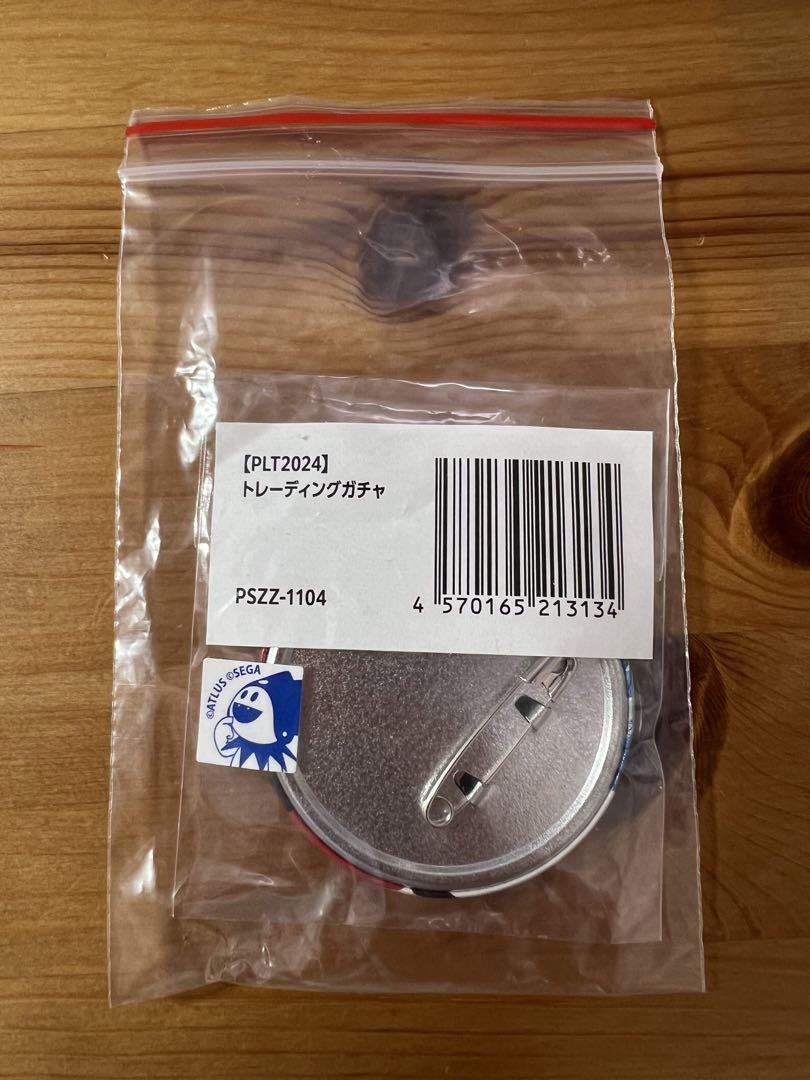 【PLT2024】
トレーディングガチャ
PSZZ-1104
4 570165 213134
©ATLUS ©SEGA